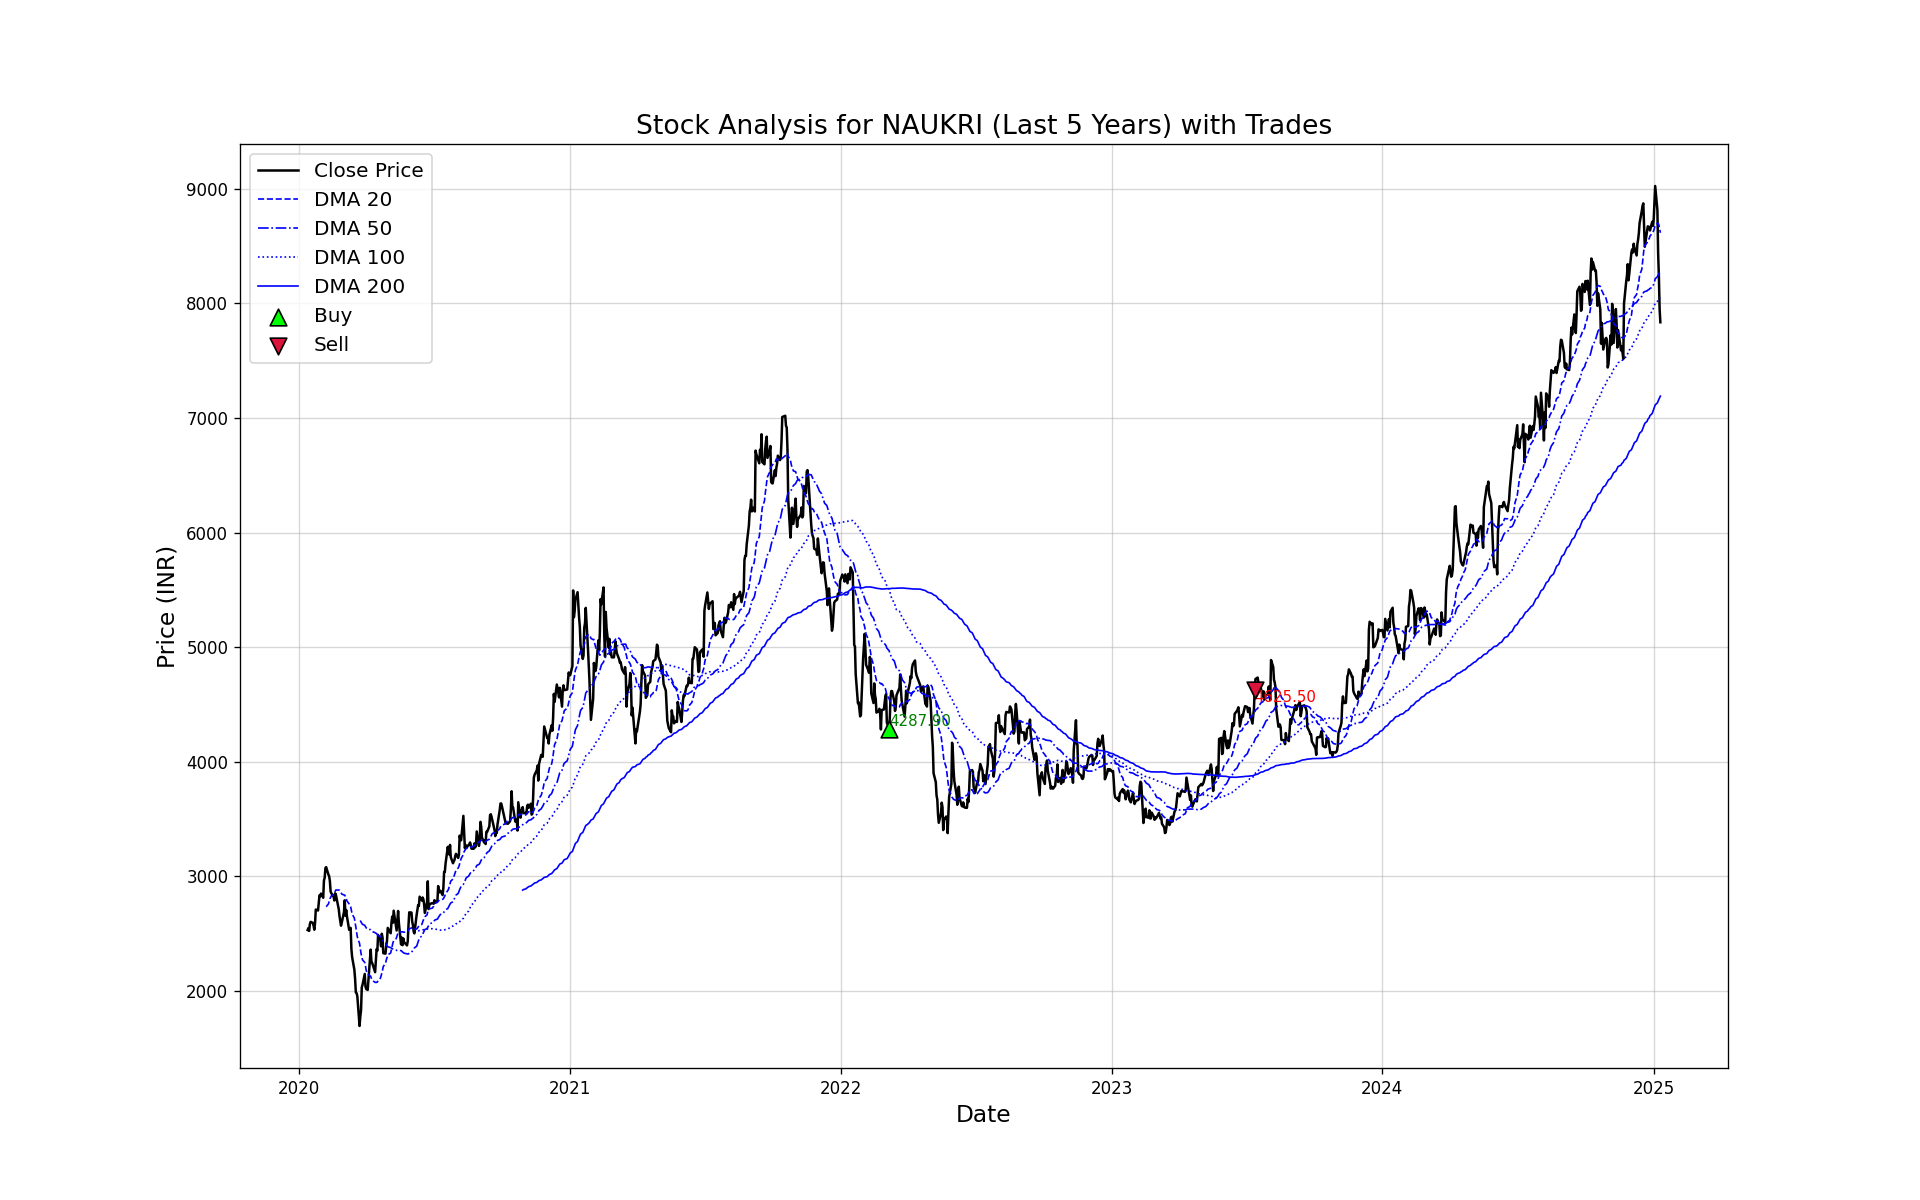 Stock Analysis for NAUKRI (Last 5 Years) with Trades
Close Price
DMA 20
DMA 50
DMA 100
DMA 200
Buy
Sell
9000
8000
7000
6000
5000
4000
3000
2000
Price (INR)
4287.90
4625.50
2020
2021
2022
2023
2024
2025
Date